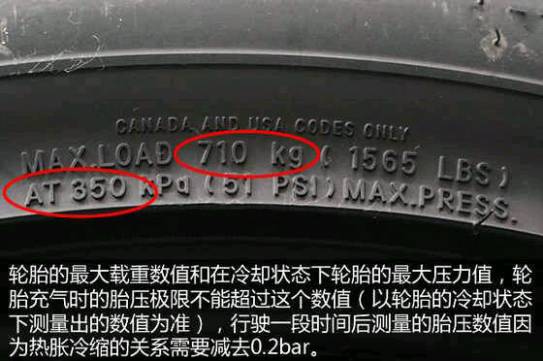 CANADA AND USA CODES ONLY
MAX.LOAD 710 kg ( 1565 LBS )
AT 350 kPa ( 51 PSI ) MAX.PRESS.
轮胎的最大载重数值和在冷却状态下轮胎的最大压力值，轮
胎充气时的胎压极限不能超过这个数值（以轮胎的冷却状态
下测量出的数值为准），行驶一段时间后测量的胎压数值因
为热胀冷缩的关系需要减去0.2bar。